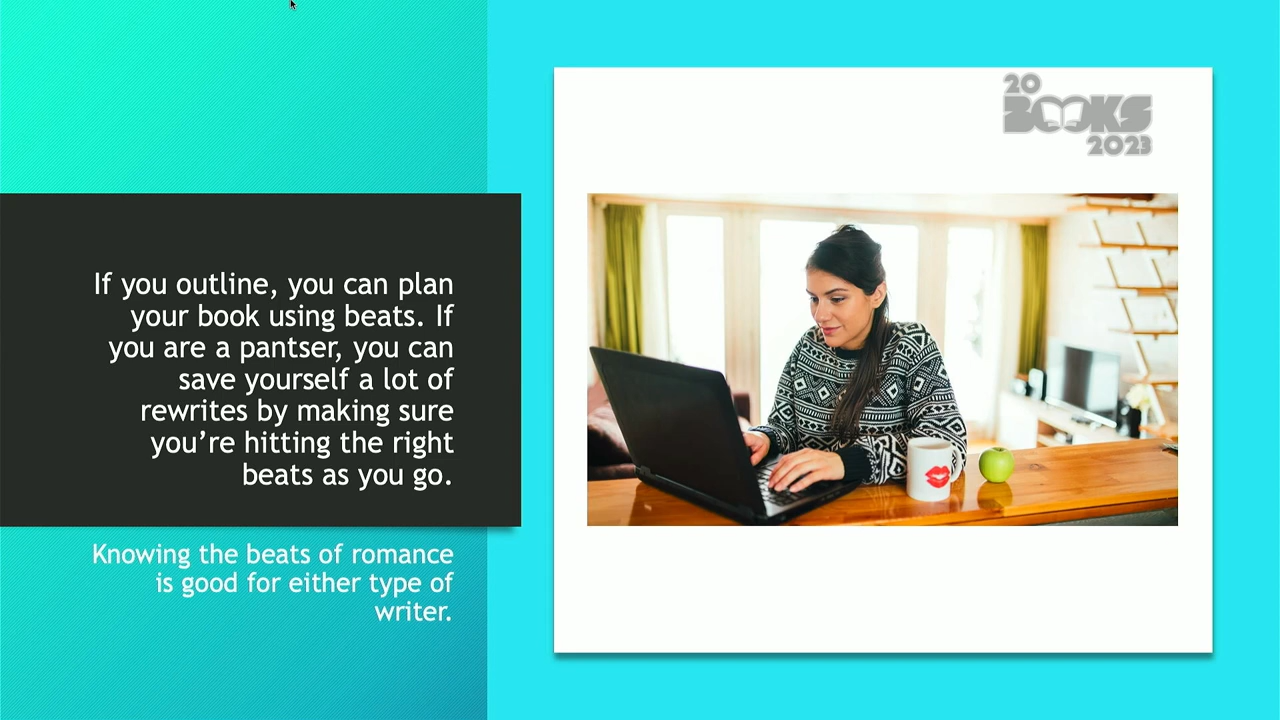 If you outline, you can plan
your book using beats. If
you are a pantser, you can
save yourself a lot of
rewrites by making sure
you’re hitting the right
beats as you go.
Knowing the beats of romance
is good for either type of
writer.
20
BOOKS
2023